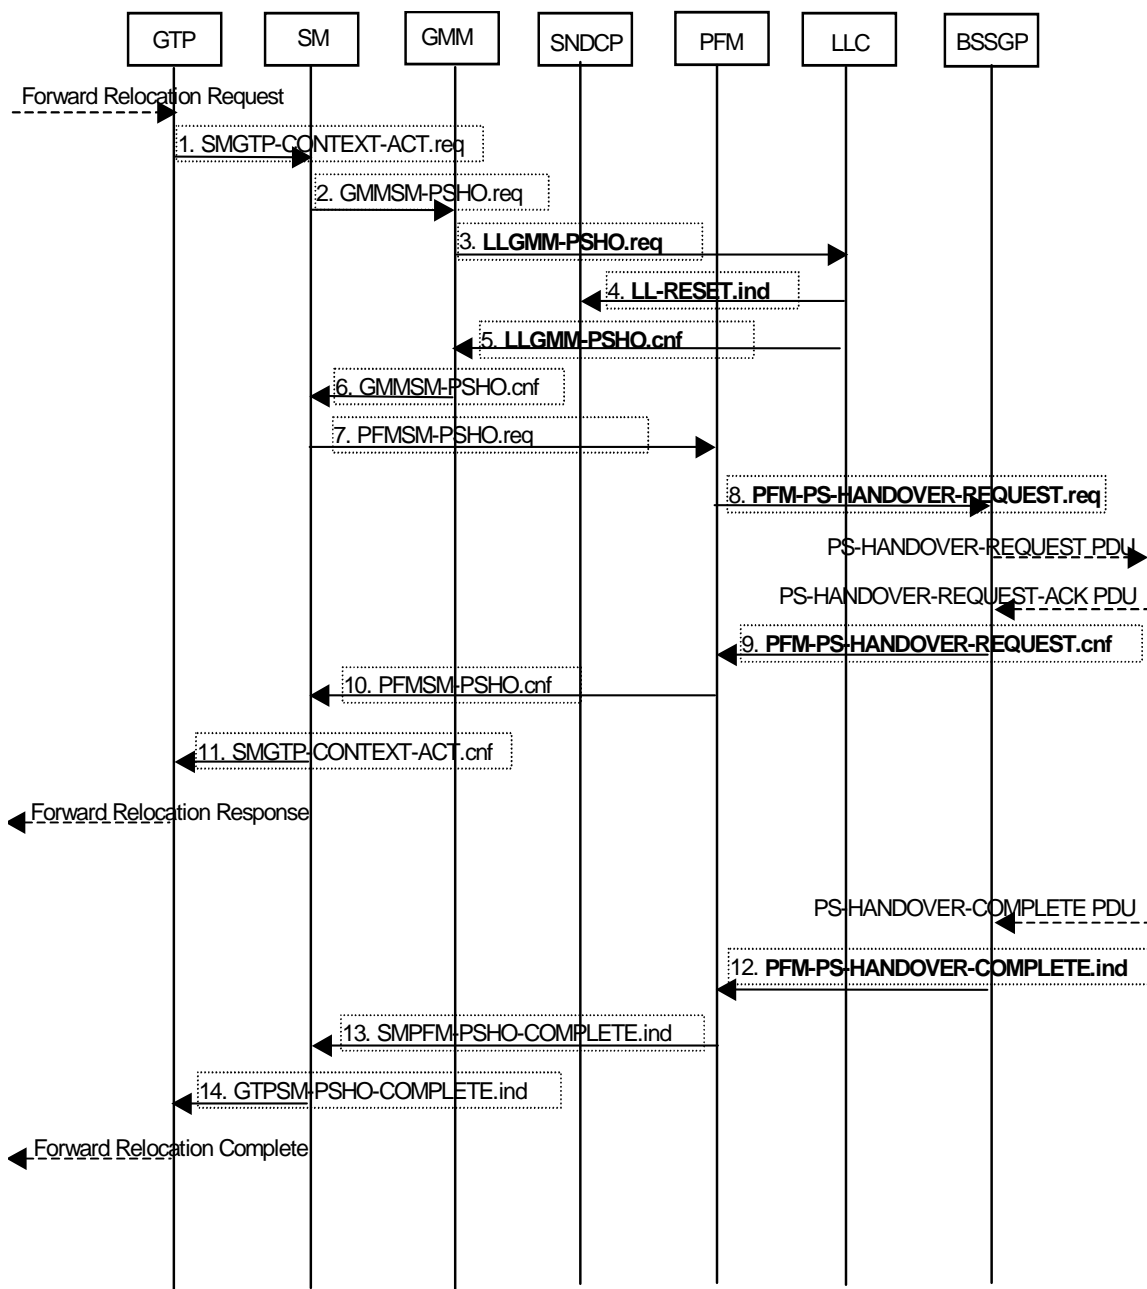 GTP
SM
GMM
SNDCP
PFM
LLC
BSSGP
Forward Relocation Request
1. SMGTP-CONTEXT-ACT.req
2. GMMSM-PSHO.req
3. LLGMM-PSHO.req
4. LL-RESET.ind
5. LLGMM-PSHO.cnf
6. GMMSM-PSHO.cnf
7. PFMSM-PSHO.req
8. PFM-PS-HANDOVER-REQUEST.req
PS-HANDOVER-REQUEST PDU
PS-HANDOVER-REQUEST-ACK PDU
9. PFM-PS-HANDOVER-REQUEST.cnf
10. PFMSM-PSHO.cnf
11. SMGTP-CONTEXT-ACT.cnf
Forward Relocation Response
PS-HANDOVER-COMPLETE PDU
12. PFM-PS-HANDOVER-COMPLETE.ind
13. SMPFM-PSHO-COMPLETE.ind
14. GTPSM-PSHO-COMPLETE.ind
Forward Relocation Complete